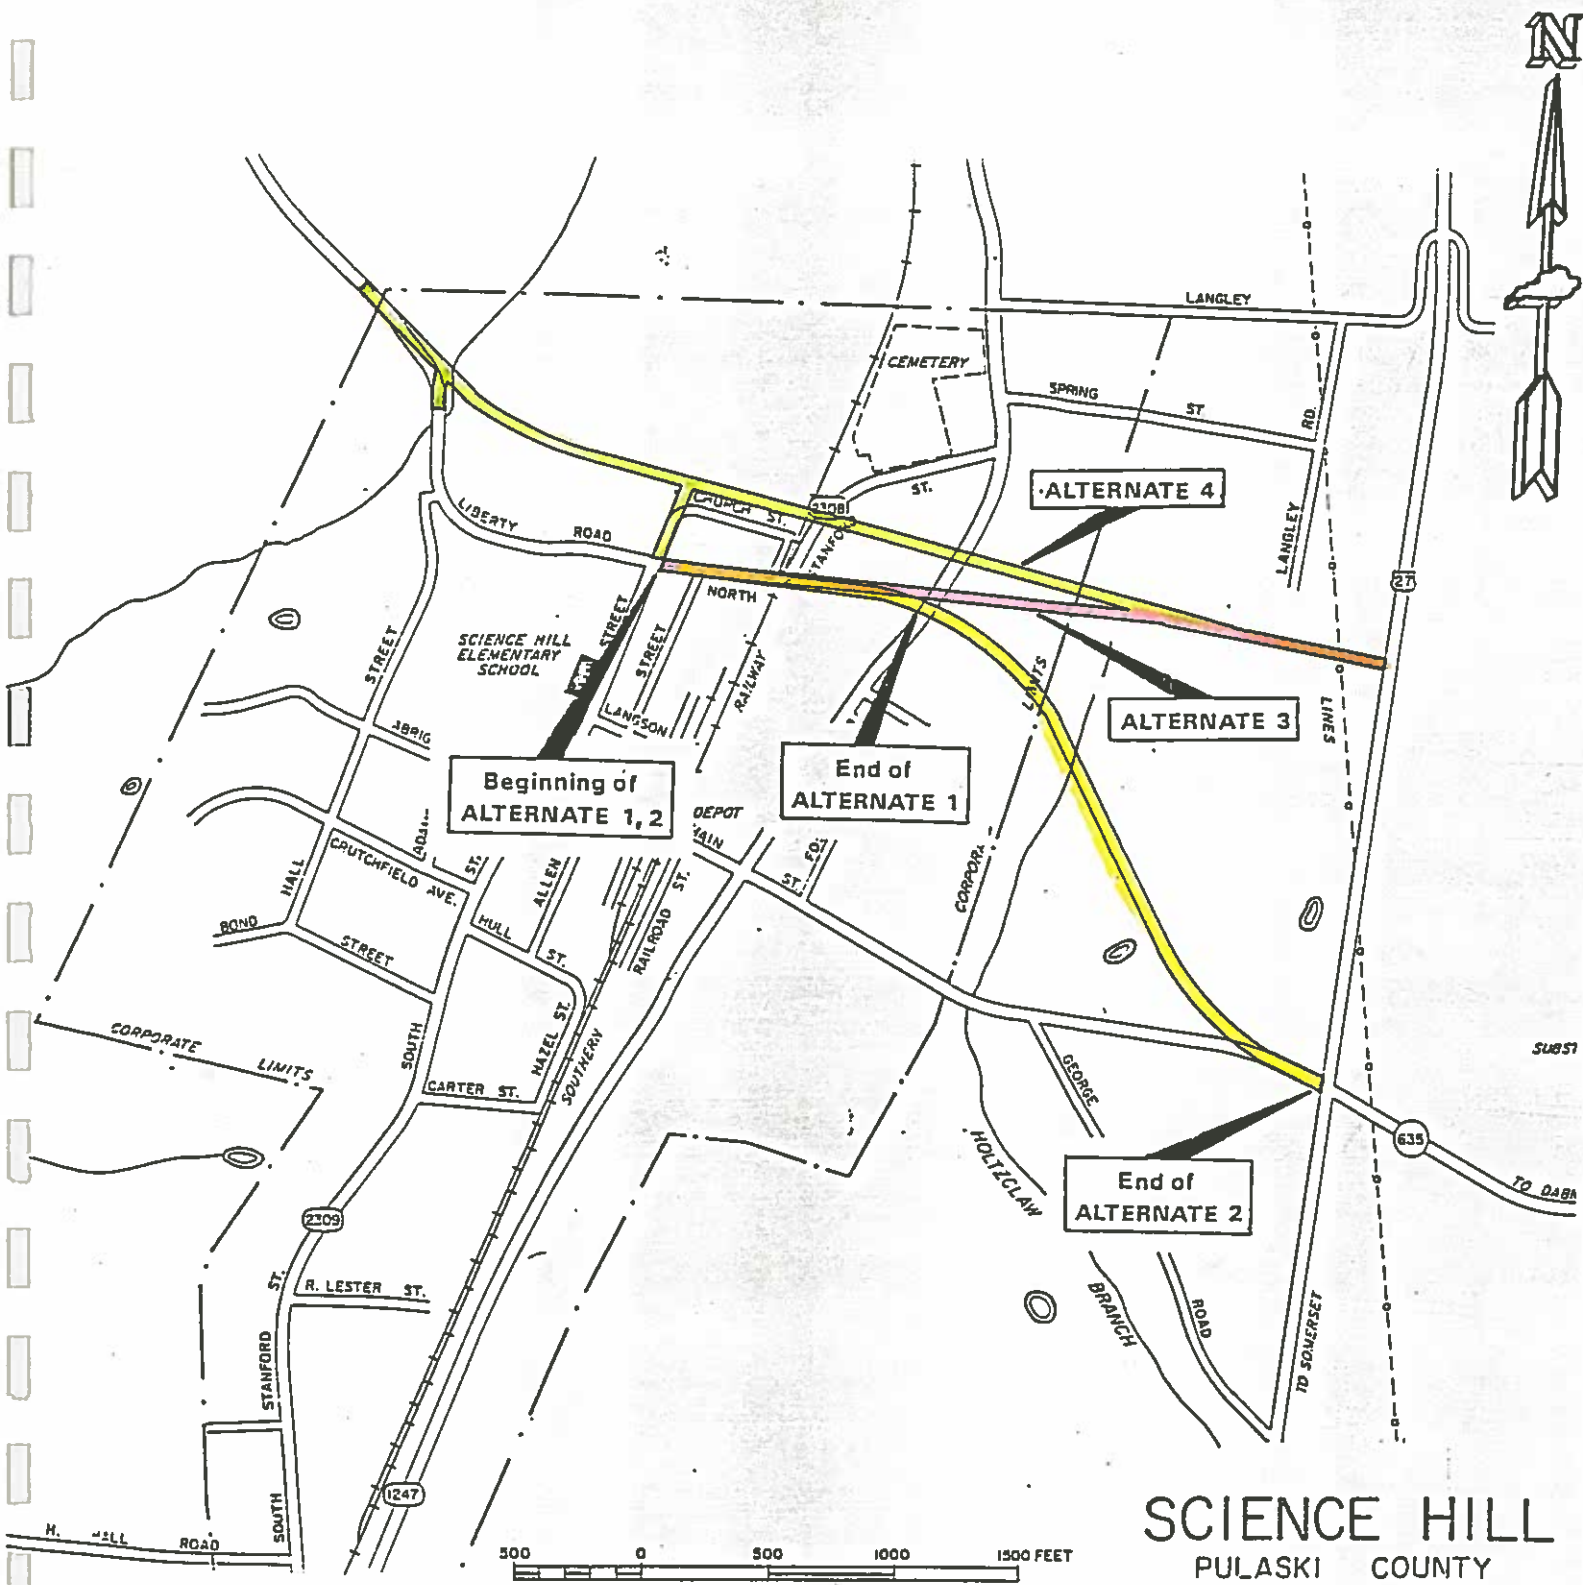 N
LANGLEY
CEMETERY
SPRING ST.
RD.
ALTERNATE 4
ST.
2308
CHURCH ST.
LIBERTY ROAD
LANGLEY
27
NORTH
STREET
STREET
SCIENCE HILL
ELEMENTARY
SCHOOL
STREET
RAILWAY
LIMITS
LANGSON
ALTERNATE 3
LINES
Beginning of
ALTERNATE 1, 2
End of
ALTERNATE 1
DEPOT
ST.
CRUTCHFIELD AVE.
ST.
ALLEN
HALL
BOND
STREET
HULL
ST.
RAILROAD ST.
CORPORATE
LIMITS
SOUTH
HAZEL ST.
SOUTHERN
CARTER ST.
GEORGE
635
HOLTZCLAW
End of
ALTERNATE 2
2309
ST.
R. LESTER ST.
BRANCH
ROAD
TO SOMERSET
STANFORD
1247
SOUTH
H.
ROAD
500 0 500 1000 1500 FEET
SCIENCE HILL
PULASKI COUNTY